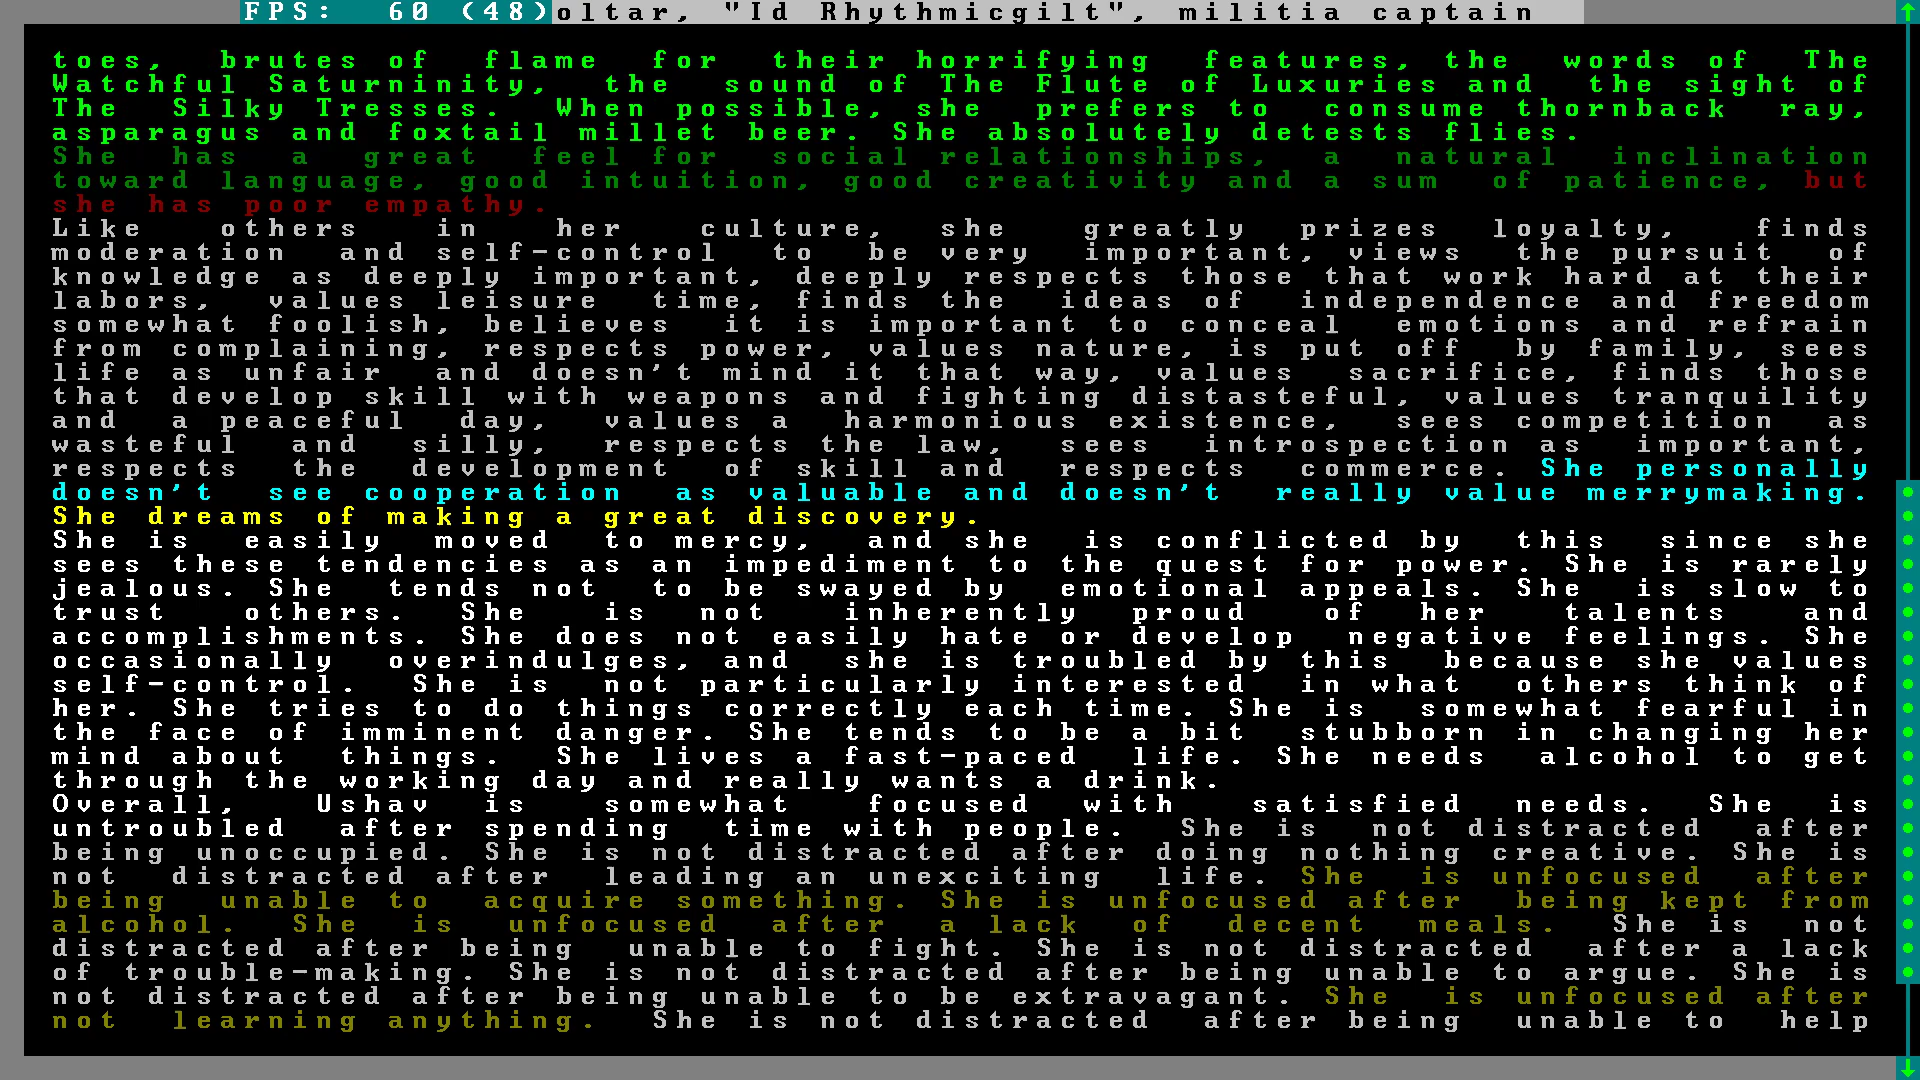 FPS: 60 (48)oltar, "Id Rhythmicgilt", militia captain
toes, brutes of flame for their horrifying features, the words of The
Watchful Saturninity, the sound of The Flute of Luxuries and the sight of
The Silky Tresses. When possible, she prefers to consume thornback ray,
asparagus and foxtail millet beer. She absolutely detests flies.
She has a great feel for social relationships, a natural inclination
toward language, good intuition, good creativity and a sum of patience, but
she has poor empathy.
Like others in her culture, she greatly prizes loyalty, finds
moderation and self-control to be very important, views the pursuit of
knowledge as deeply important, deeply respects those that work hard at their
labors, values leisure time, finds the ideas of independence and freedom
somewhat foolish, believes it is important to conceal emotions and refrain
from complaining, respects power, values nature, is put off by family, sees
life as unfair and doesn't mind it that way, values sacrifice, finds those
that develop skill with weapons and fighting distasteful, values tranquility
and a peaceful day, values a harmonious existence, sees competition as
wasteful and silly, respects the law, sees introspection as important,
respects the development of skill and respects commerce. She personally
doesn't see cooperation as valuable and doesn't really value merrymaking.
She dreams of making a great discovery.
She is easily moved to mercy, and she is conflicted by this since she
sees these tendencies as an impediment to the quest for power. She is rarely
jealous. She tends not to be swayed by emotional appeals. She is slow to
trust others. She is not inherently proud of her talents and
accomplishments. She does not easily hate or develop negative feelings. She
occasionally overindulges, and she is troubled by this because she values
self-control. She is not particularly interested in what others think of
her. She tries to do things correctly each time. She is somewhat fearful in
the face of imminent danger. She tends to be a bit stubborn in changing her
mind about things. She lives a fast-paced life. She needs alcohol to get
through the working day and really wants a drink.
Overall, Ushav is somewhat focused with satisfied needs. She is
untroubled after spending time with people. She is not distracted after
being unoccupied. She is not distracted after doing nothing creative. She is
not distracted after leading an unexciting life. She is unfocused after
being unable to acquire something. She is unfocused after being kept from
alcohol. She is unfocused after a lack of decent meals. She is not
distracted after being unable to fight. She is not distracted after a lack
of trouble-making. She is not distracted after being unable to argue. She is
not distracted after being unable to be extravagant. She is unfocused after
not learning anything. She is not distracted after being unable to help